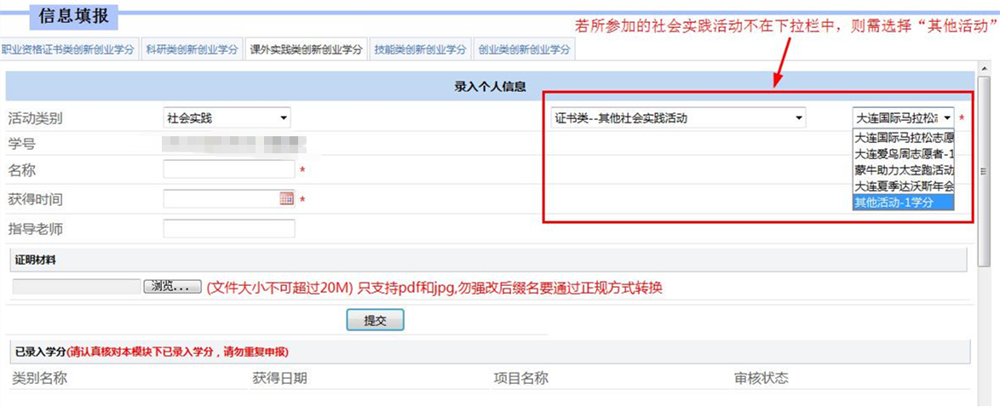 信息填报
若所参加的社会实践活动不在下拉栏中，则需选择“其他活动”
职业资格证书类创新创业学分 科研类创新创业学分 课外实践类创新创业学分 技能类创新创业学分 创业类创新创业学分
录入个人信息
活动类别 社会实践 证书类--其他社会实践活动 大连国际马拉松志 *
大连国际马拉松志愿
学号
大连爱鸟周志愿者-1
名称 * 蒙牛助力太空跑活动
大连夏季达沃斯年会
获得时间 * 其他活动-1学分
指导老师
证明材料
浏览... (文件大小不可超过20M) 只支持pdf和jpg,勿强改后缀名要通过正规方式转换
提交
已录入学分(请认真核对本模块下已录入学分，请勿重复申报)
类别名称 获得日期 项目名称 审核状态